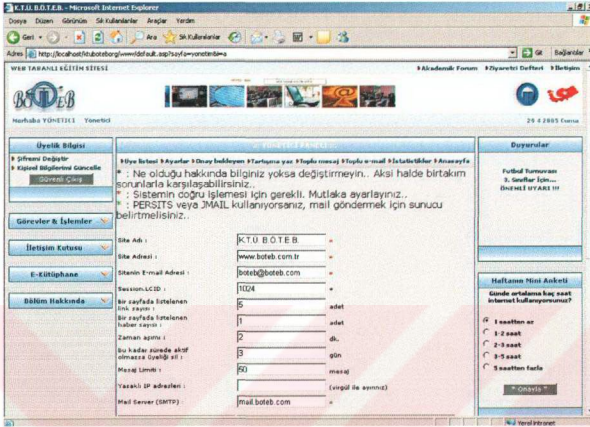 K.T.Ü. B.Ö.T.E.B. - Microsoft Internet Explorer
Dosya Düzen Görünüm Sık Kullanılanlar Araçlar Yardım
Geri Ara Sık Kullanılanlar
Adres http://localhost/ktuboteborg/www/default.asp?sayfa=yonetimbi=a Git Bağlantılar
WEB TABANLI EĞİTİM SİTESİ
Akademik Forum Ziyaretci Defteri İletişim
BÖTEB
Merhaba YÖNETİCİ Yönetici
29 4 2005 Cuma
Üyelik Bilgisi
Şifremi Değiştir
Kişisel Bilgilerimi Güncelle
Güvenli Çıkış
Görevler & İşlemler
İletişim Kutusu
E-Kütüphane
Bölüm Hakkında
Üye listesi Ayarlar Onay bekleyen Tartışma yaz Toplu mesaj Toplu e-mail İstatistikler Anasayfa
* : Ne olduğu hakkında bilginiz yoksa değiştirmeyin.. Aksi halde birtakım sorunlarla karşılaşabilirsiniz..
* : Sistemin doğru işlemesi için gerekli. Mutlaka ayarlayınız..
* : PERSITS veya JMAIL kullanıyorsanız, mail göndermek için sunucu belirtmelisiniz..
Site Adı : K.T.Ü. B.Ö.T.E.B. *
Site Adresi : www.boteb.com.tr *
Sitenin E-mail Adresi : boteb@boteb.com *
Session.LCID : 1024 *
Bir sayfada listelenen link sayısı : 5 adet
Bir sayfada listelenen haber sayısı : 1 adet
Zaman aşımı : 2 dk.
Bu kadar sürede aktif olmazsa üyeliği sil : 3 gün
Mesaj Limiti : 50 mesaj
Yasaklı IP adresleri : (virgül ile ayırınız)
Mail Server (SMTP) : mail.boteb.com *
Duyurular
Futbol Turnuvası
3. Sınıflar İçin...
ÖNEMLİ UYARI !!!
Haftanın Mini Anketi
Günde ortalama kaç saat internet kullanıyorsunuz?
1 saatten az
1-2 saat
2-3 saat
3-5 saat
5 saatten fazla
* Onayla *
Yerel intranet